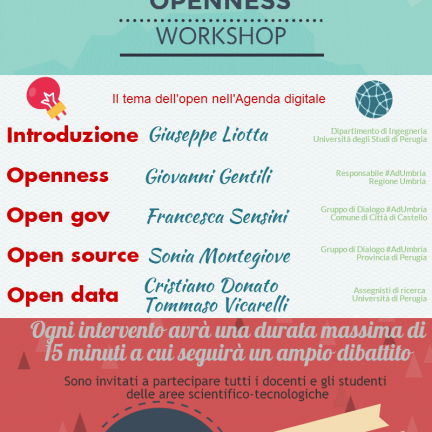 OPENNESS
WORKSHOP
Il tema dell'open nell'Agenda digitale
Introduzione Giuseppe Liotta Dipartimento di Ingegneria
Università degli Studi di Perugia
Openness Giovanni Gentili Responsabile #AdUmbria
Regione Umbria
Open gov Francesca Sensini Gruppo di Dialogo #AdUmbria
Comune di Città di Castello
Open source Sonia Montegiove Gruppo di Dialogo #AdUmbria
Provincia di Perugia
Open data Cristiano Donato
Tommaso Vicarelli Assegnisti di ricerca
Università di Perugia
Ogni intervento avrà una durata massima di
15 minuti a cui seguirà un ampio dibattito
Sono invitati a partecipare tutti i docenti e gli studenti
delle aree scientifico-tecnologiche